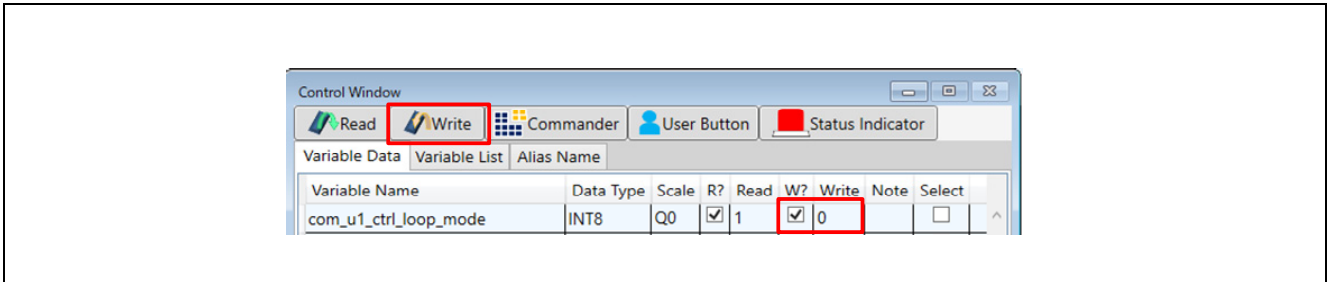 Control Window
Read Write Commander User Button Status Indicator
Variable Data Variable List Alias Name
Variable Name Data Type Scale R? Read W? Write Note Select
com_u1_ctrl_loop_mode INT8 Q0 1 0